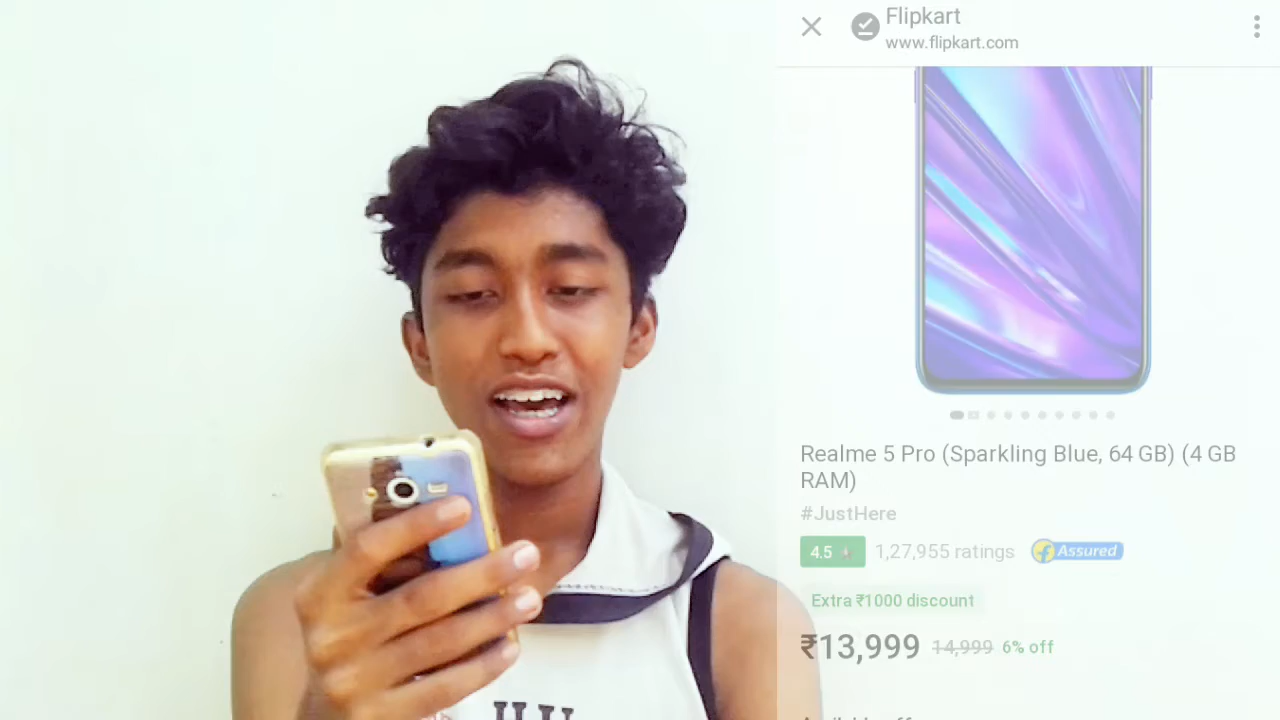 Flipkart
www.flipkart.com
Realme 5 Pro (Sparkling Blue, 64 GB) (4 GB
RAM)
#JustHere
4.5 ★ 1,27,955 ratings Assured
Extra ₹1000 discount
₹13,999 14,999 6% off